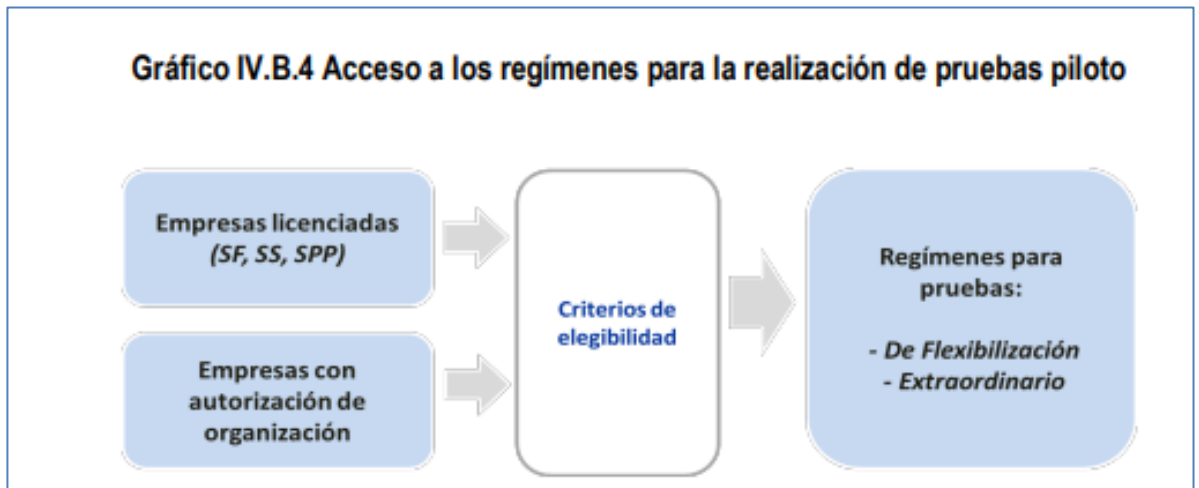 Gráfico IV.B.4 Acceso a los regímenes para la realización de pruebas piloto
Empresas licenciadas
(SF, SS, SPP)
Empresas con
autorización de
organización
Criterios de
elegibilidad
Regímenes para
pruebas:
- De Flexibilización
- Extraordinario